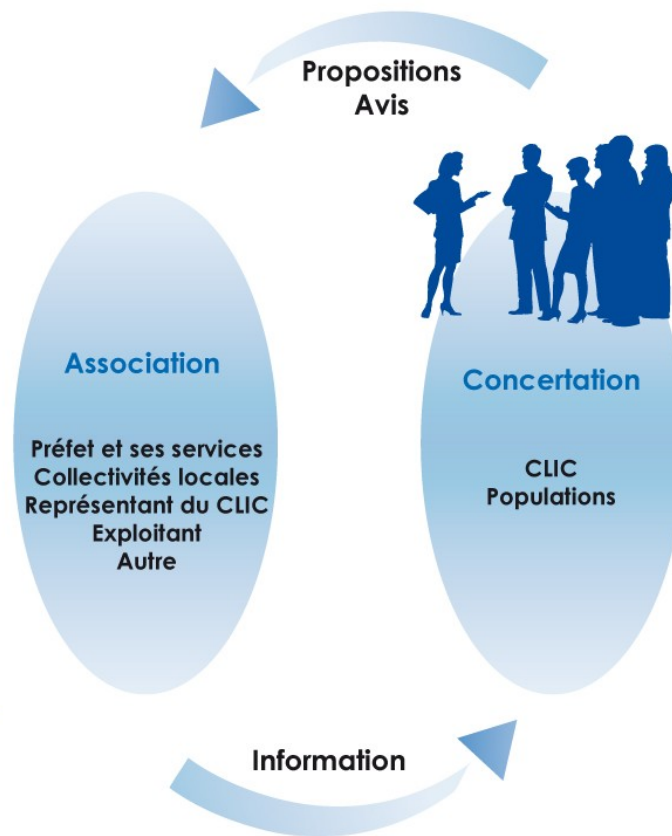 Propositions
Avis
Association
Préfet et ses services
Collectivités locales
Représentant du CLIC
Exploitant
Autre
Concertation
CLIC
Populations
Information